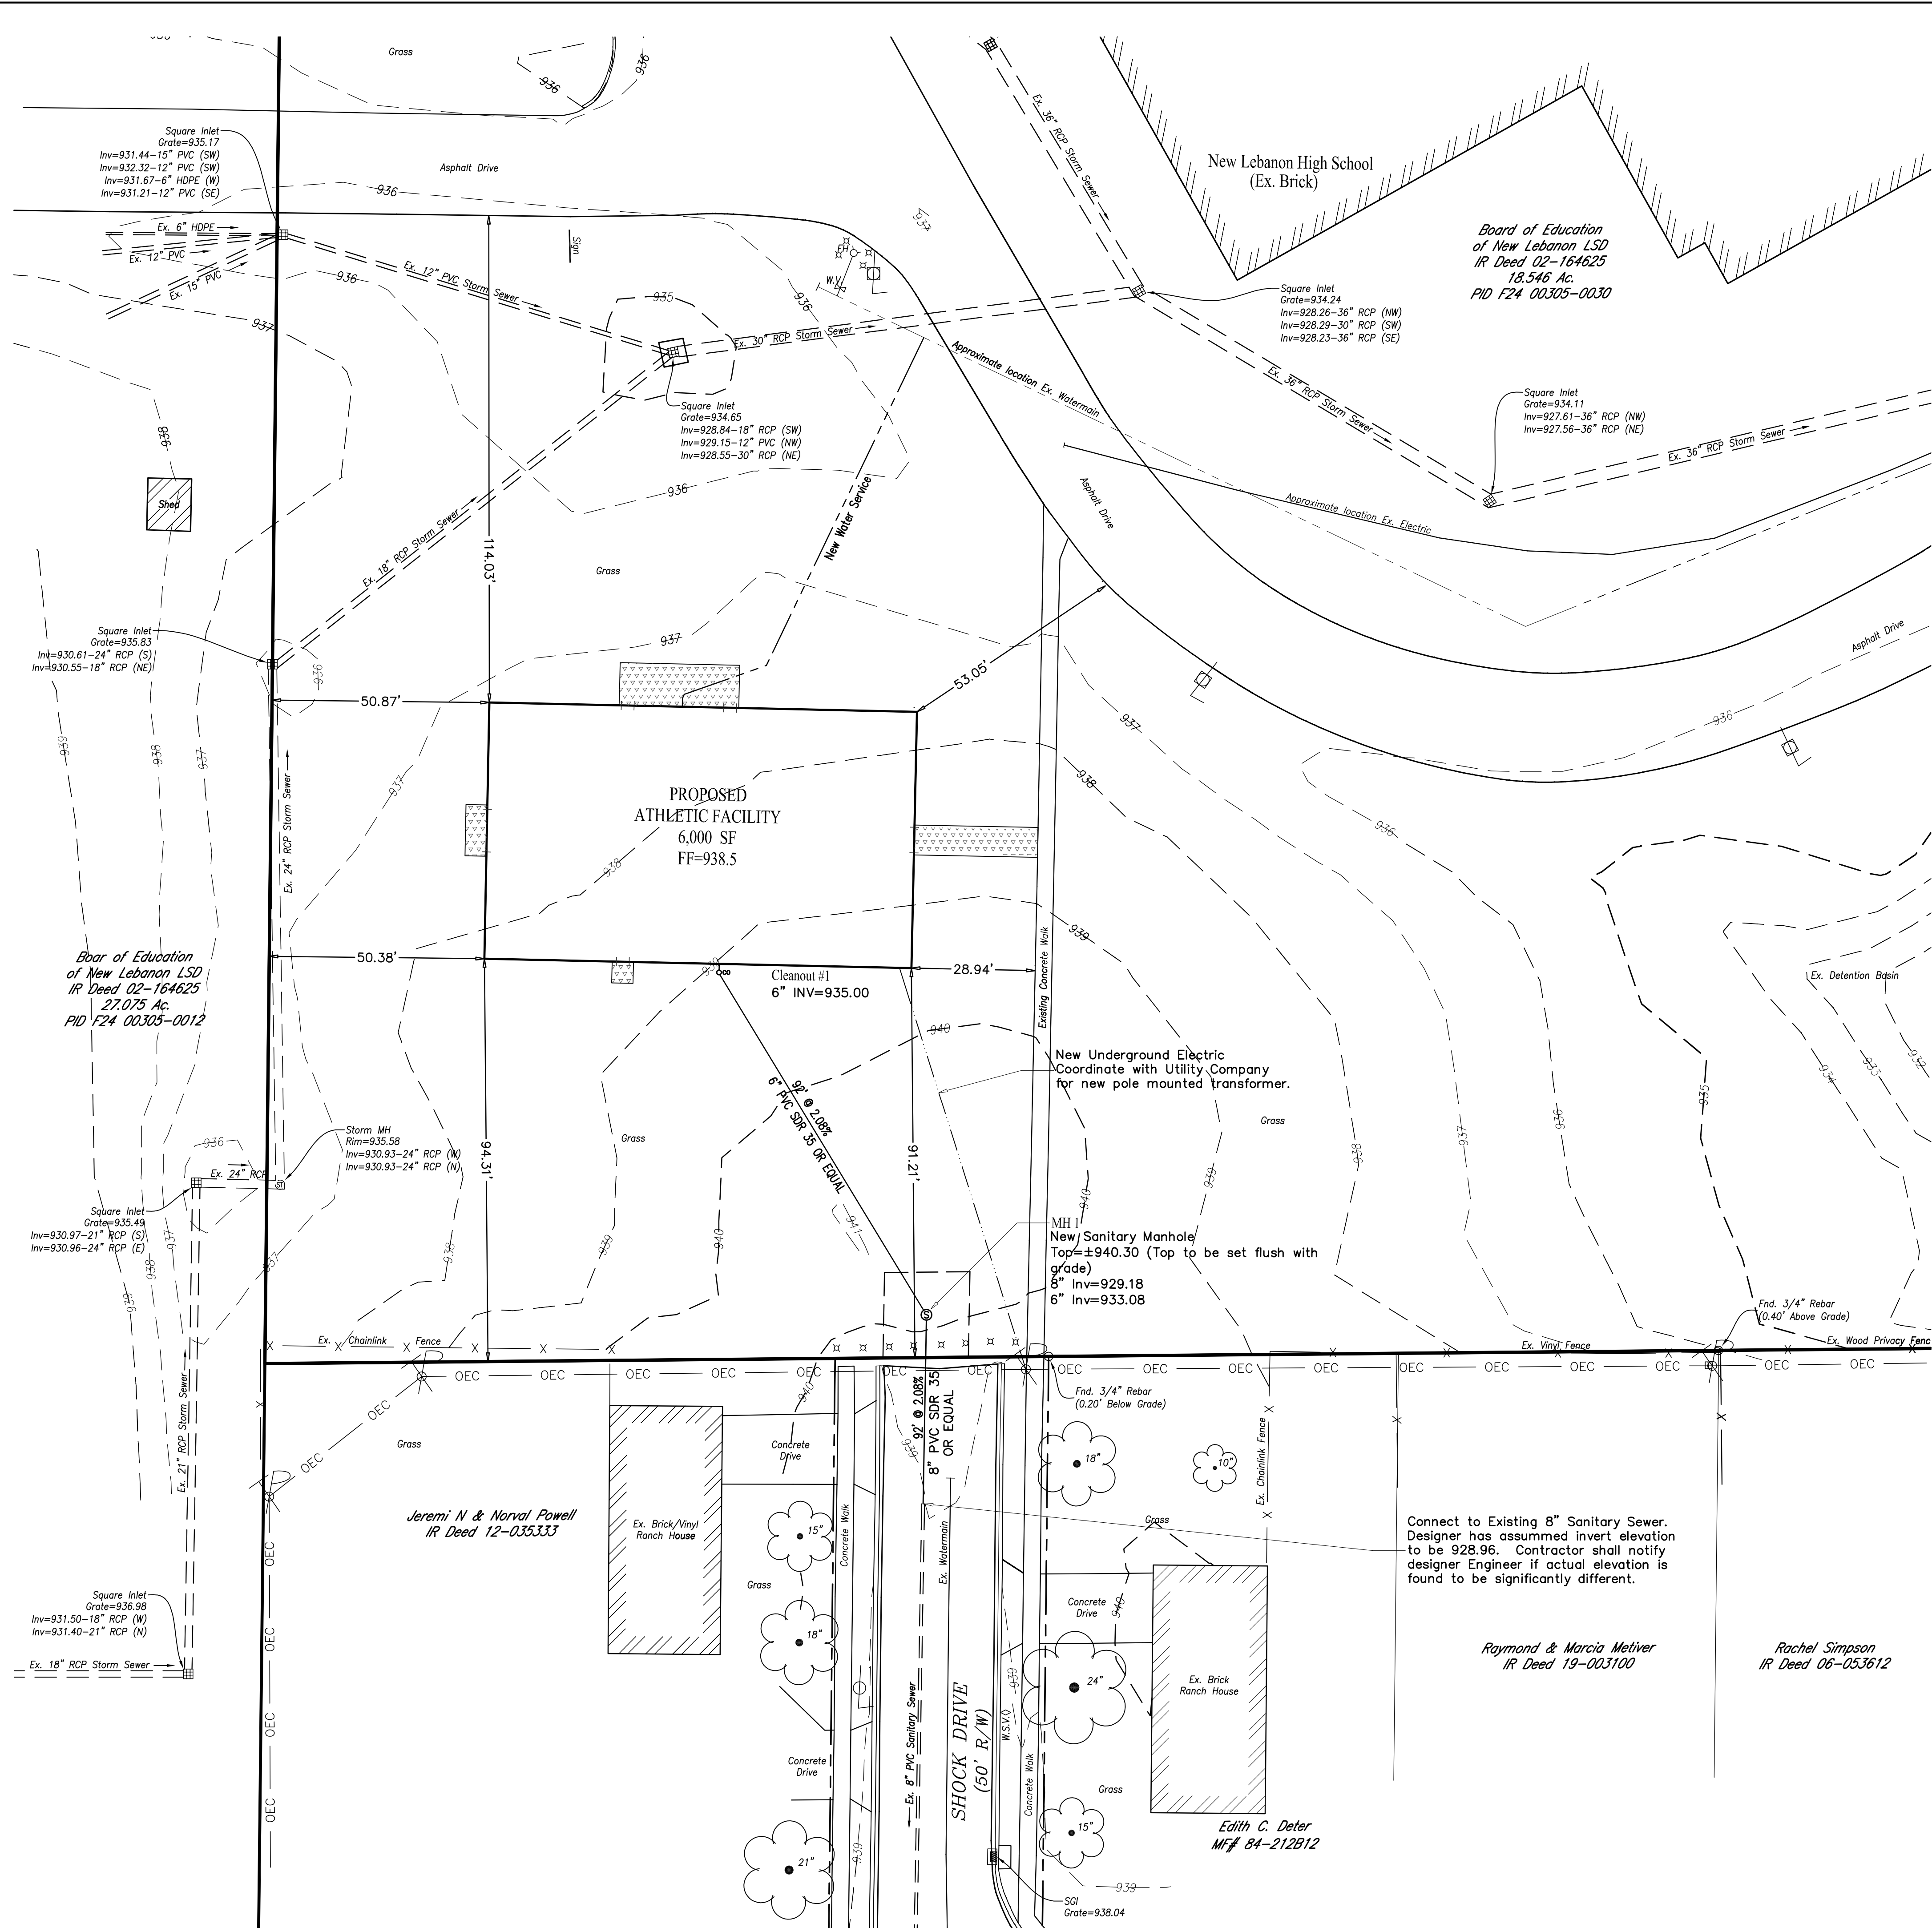 936
Grass
936
936
Square Inlet
Grate=935.17
Inv=931.44-15" PVC (SW)
Inv=932.32-12" PVC (SW)
Inv=931.67-6" HDPE (W)
Inv=931.21-12" PVC (SE)
Asphalt Drive
936
Ex. 36" RCP Storm Sewer
New Lebanon High School
(Ex. Brick)
Board of Education
of New Lebanon LSD
IR Deed 02-164625
18.546 Ac.
PID F24 00305-0030
937
Ex. 6" HDPE
Ex. 12" PVC
Ex. 15" PVC
Sign
FH
W.V.
Ex. 12" PVC Storm Sewer
936
935
936
937
Ex. 30" RCP Storm Sewer
Square Inlet
Grate=934.24
Inv=928.26-36" RCP (NW)
Inv=928.29-30" RCP (SW)
Inv=928.23-36" RCP (SE)
Approximate location Ex. Watermain
Ex. 36" RCP Storm Sewer
Square Inlet
Grate=934.65
Inv=928.84-18" RCP (SW)
Inv=929.15-12" PVC (NW)
Inv=928.55-30" RCP (NE)
Square Inlet
Grate=934.11
Inv=927.61-36" RCP (NW)
Inv=927.56-36" RCP (NE)
Ex. 36" RCP Storm Sewer
938
Shed
936
Asphalt Drive
Approximate location Ex. Electric
New Water Service
Ex. 18" RCP Storm Sewer
114.03'
Grass
Square Inlet
Grate=935.83
Inv=930.61-24" RCP (S)
Inv=930.55-18" RCP (NE)
936
937
53.05'
Asphalt Drive
50.87'
937
936
939
938
937
Ex. 24" RCP Storm Sewer
937
938
PROPOSED
ATHLETIC FACILITY
6,000 SF
FF=938.5
938
936
Boar of Education
of New Lebanon LSD
IR Deed 02-164625
27.075 Ac.
PID F24 00305-0012
50.38'
939
Cleanout #1
6" INV=935.00
28.94'
Existing Concrete Walk
939
Ex. Detention Basin
940
New Underground Electric
Coordinate with Utility Company
for new pole mounted transformer.
932
933
934
935
936
937
938
939
940
Grass
92' @ 2.08%
6" PVC SDR 35 OR EQUAL
Grass
94.31'
91.21'
Storm MH
Rim=935.58
Inv=930.93-24" RCP (W)
Inv=930.93-24" RCP (N)
936
Ex. 24" RCP
ST
Square Inlet
Grate=935.49
Inv=930.97-21" RCP (S)
Inv=930.96-24" RCP (E)
939
938
937
937
938
939
940
941
MH 1
New Sanitary Manhole
Top=±940.30 (Top to be set flush with
grade)
8" Inv=929.18
6" Inv=933.08
S
Fnd. 3/4" Rebar
(0.40' Above Grade)
Ex. Chainlink Fence
Ex. Vinyl Fence
Ex. Wood Privacy Fenc
OEC OEC OEC OEC OEC OEC OEC OEC OEC OEC OEC OEC OEC OEC OEC OEC
Fnd. 3/4" Rebar
(0.20' Below Grade)
OEC
940
Ex. 21" RCP Storm Sewer
Grass
Concrete
Drive
92' @ 2.08%
8" PVC SDR 35
OR EQUAL
939
18"
10"
Ex. Chainlink Fence
Jeremi N & Norval Powell
IR Deed 12-035333
Ex. Brick/Vinyl
Ranch House
15"
Concrete Walk
Ex. Watermain
Grass
Connect to Existing 8" Sanitary Sewer.
Designer has assummed invert elevation
to be 928.96. Contractor shall notify
designer Engineer if actual elevation is
found to be significantly different.
OEC
Grass
Concrete
Drive
940
Square Inlet
Grate=936.98
Inv=931.50-18" RCP (W)
Inv=931.40-21" RCP (N)
Ex. 18" RCP Storm Sewer
OEC
18"
939
24"
Ex. Brick
Ranch House
Raymond & Marcia Metiver
IR Deed 19-003100
Rachel Simpson
IR Deed 06-053612
OEC
Ex. 8" PVC Sanitary Sewer
SHOCK DRIVE
(50' R/W)
W.S.V.
Concrete
Drive
Concrete Walk
Grass
OEC
15"
Edith C. Deter
MF# 84-212B12
21"
939
939
SGI
Grate=938.04